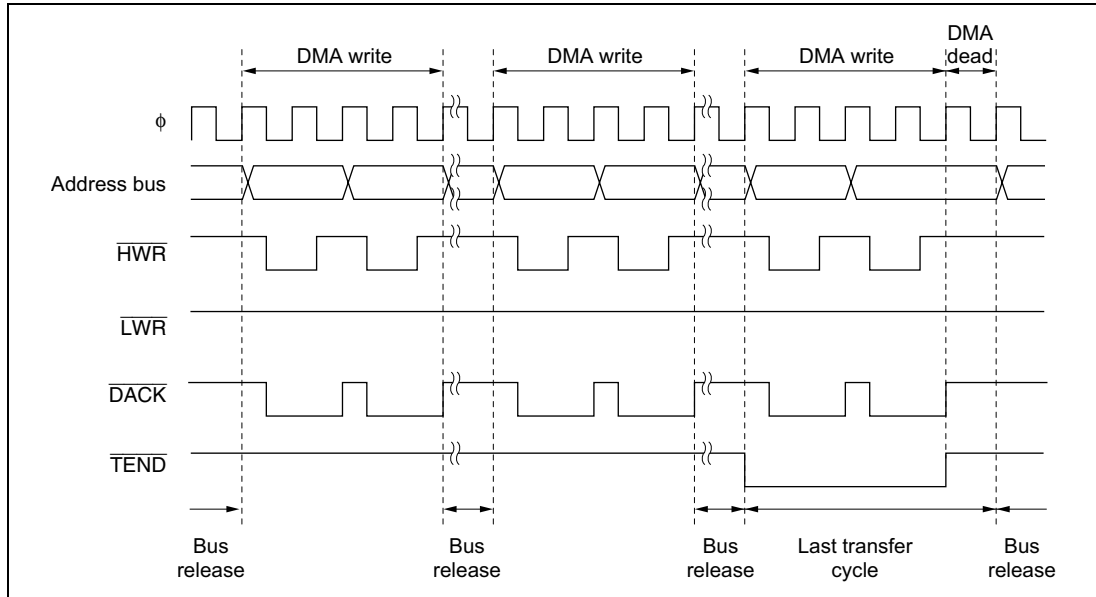 DMA
dead
DMA write
DMA write
DMA write
ϕ
Address bus
HWR
LWR
DACK
TEND
Bus
release
Bus
release
Bus
release
Last transfer
cycle
Bus
release